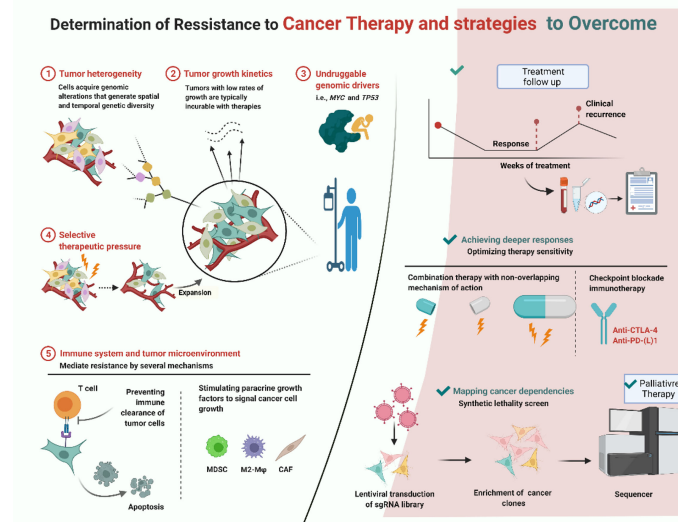 Determination of Ressistance to Cancer Therapy and strategies to Overcome
1 Tumor heterogeneity
Cells acquire genomic
alterations that generate spatial
and temporal genetic diversity
2 Tumor growth kinetics
Tumors with low rates of
growth are typically
incurable with therapies
3 Undruggable
genomic drivers
i.e., MYC and TP53
4 Selective
therapeutic pressure
Expansion
5 Immune system and tumor microenvironment
Mediate resistance by several mechanisms
T cell
Preventing
immune
clearance of
tumor cells
Apoptosis
Stimulating paracrine growth
factors to signal cancer cell
growth
MDSC
M2-Mφ
CAF
Treatment
follow up
Clinical
recurrence
Response
Weeks of treatment
Achieving deeper responses
Optimizing therapy sensitivity
Combination therapy with non-overlapping
mechanism of action
Checkpoint blockade
immunotherapy
Anti-CTLA-4
Anti-PD-(L)1
Mapping cancer dependencies
Synthetic lethality screen
Palliativre
Therapy
Lentiviral transduction
of sgRNA library
Enrichment of cancer
clones
Sequencer